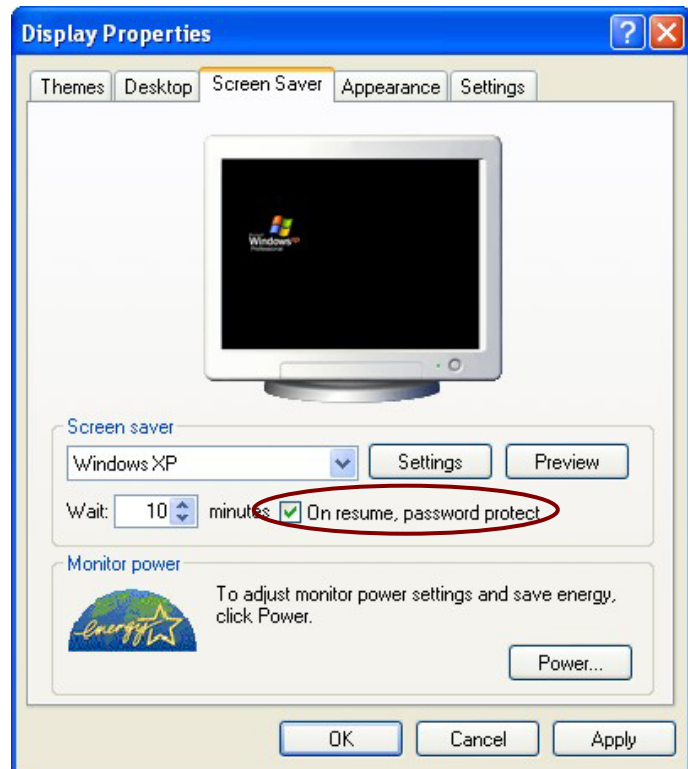 Display Properties
Themes Desktop Screen Saver Appearance Settings
Windows xp
Professional
Screen saver
Windows XP Settings Preview
Wait: 10 minutes On resume, password protect
Monitor power
To adjust monitor power settings and save energy,
click Power.
energy
Power...
OK Cancel Apply